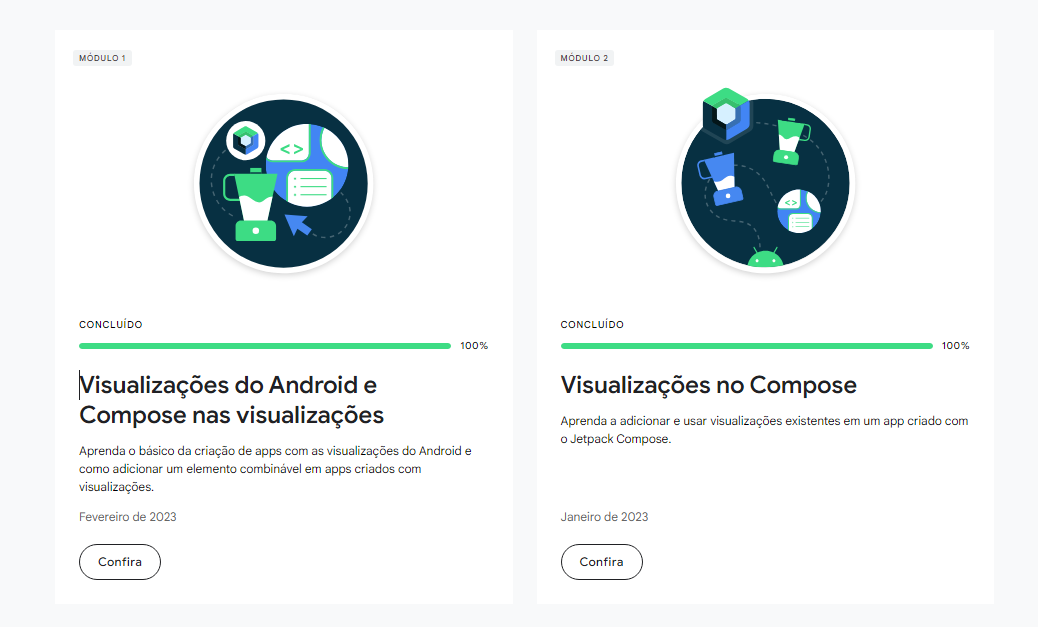 MÓDULO 1
CONCLUÍDO
100%
Visualizações do Android e
Compose nas visualizações
Aprenda o básico da criação de apps com as visualizações do Android e
como adicionar um elemento combinável em apps criados com
visualizações.
Fevereiro de 2023
Confira
MÓDULO 2
CONCLUÍDO
100%
Visualizações no Compose
Aprenda a adicionar e usar visualizações existentes em um app criado com
o Jetpack Compose.
Janeiro de 2023
Confira